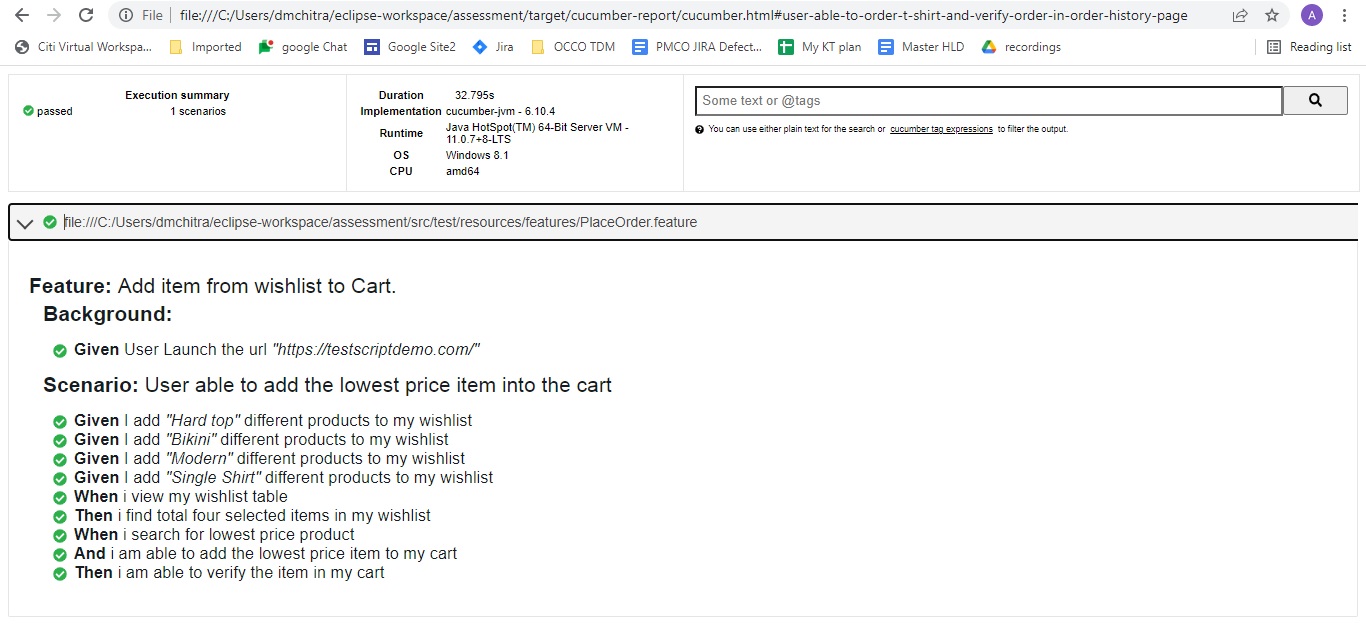 File file:///C:/Users/dmchitra/eclipse-workspace/assessment/target/cucumber-report/cucumber.html#user-able-to-order-t-shirt-and-verify-order-in-order-history-page A
Citi Virtual Workspa... Imported google Chat Google Site2 Jira OCCO TDM PMCO JIRA Defect... My KT plan Master HLD recordings Reading list
Execution summary
passed 1 scenarios
Duration 32.795s
Implementation cucumber-jvm - 6.10.4
Runtime Java HotSpot(TM) 64-Bit Server VM -
11.0.7+8-LTS
OS Windows 8.1
CPU amd64
Some text or @tags
You can use either plain text for the search or cucumber tag expressions to filter the output.
file:///C:/Users/dmchitra/eclipse-workspace/assessment/src/test/resources/features/PlaceOrder.feature
Feature: Add item from wishlist to Cart.
Background:
Given User Launch the url "https://testscriptdemo.com/"
Scenario: User able to add the lowest price item into the cart
Given I add "Hard top" different products to my wishlist
Given I add "Bikini" different products to my wishlist
Given I add "Modern" different products to my wishlist
Given I add "Single Shirt" different products to my wishlist
When i view my wishlist table
Then i find total four selected items in my wishlist
When i search for lowest price product
And i am able to add the lowest price item to my cart
Then i am able to verify the item in my cart